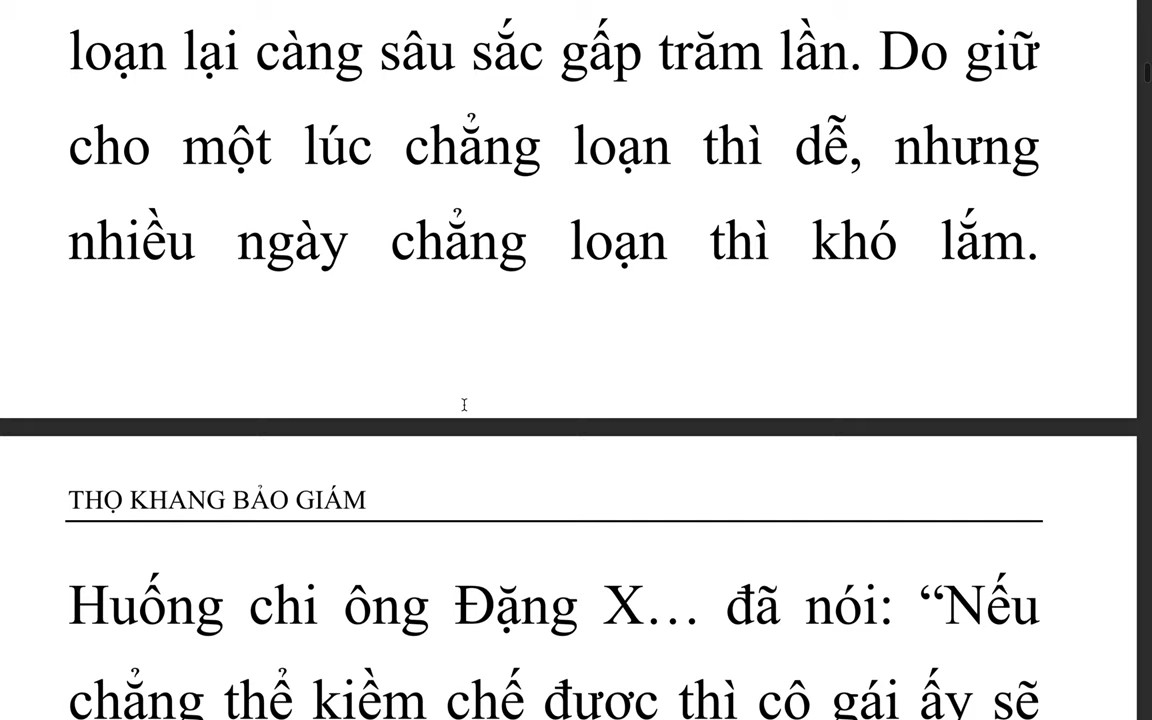 loạn lại càng sâu sắc gấp trăm lần. Do giữ
cho một lúc chẳng loạn thì dễ, nhưng
nhiều ngày chẳng loạn thì khó lắm.
THỌ KHANG BẢO GIÁM
Huống chi ông Đặng X… đã nói: “Nếu
chẳng thể kiềm chế được thì cô gái ấy sẽ